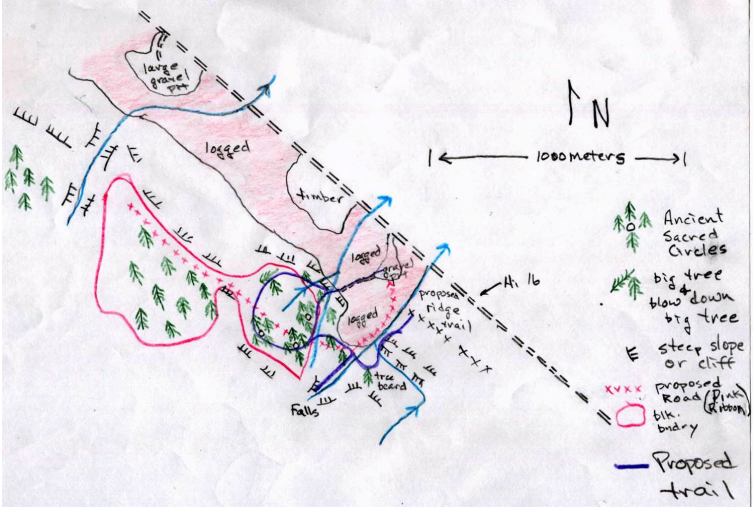 large
gravel
pit
logged
timber
logged
gravel
pit
logged
proposed
ridge
trail
Hi. 16
tree
beard
Falls
N
1000 meters
Ancient
Sacred
Circles
big tree
&
blow down
big tree
steep slope
or cliff
xxxx proposed
Road (Pink
Ribbon)
blk.
bndry
Proposed
trail